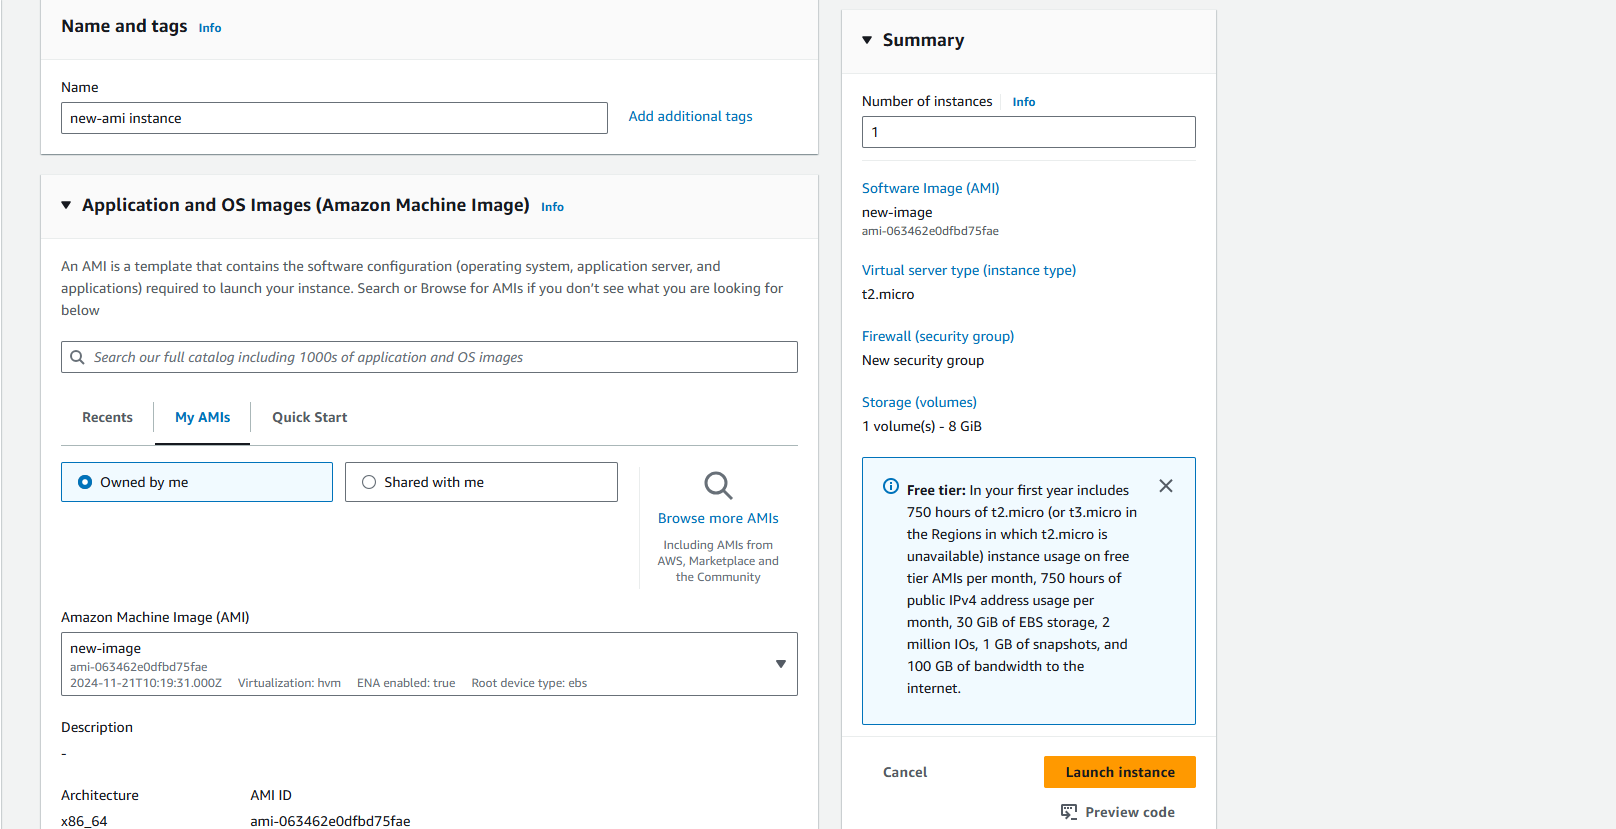 Name and tags Info
Name
new-ami instance
Add additional tags
Application and OS Images (Amazon Machine Image) Info
An AMI is a template that contains the software configuration (operating system, application server, and
applications) required to launch your instance. Search or Browse for AMIs if you don’t see what you are looking for
below
Search our full catalog including 1000s of application and OS images
Recents
My AMIs
Quick Start
Owned by me
Shared with me
Browse more AMIs
Including AMIs from
AWS, Marketplace and
the Community
Amazon Machine Image (AMI)
new-image
ami-063462e0dfbd75fae
2024-11-21T10:19:31.000Z Virtualization: hvm ENA enabled: true Root device type: ebs
Description
-
Architecture
AMI ID
x86_64
ami-063462e0dfbd75fae
Summary
Number of instances Info
1
Software Image (AMI)
new-image
ami-063462e0dfbd75fae
Virtual server type (instance type)
t2.micro
Firewall (security group)
New security group
Storage (volumes)
1 volume(s) - 8 GiB
Free tier: In your first year includes
750 hours of t2.micro (or t3.micro in
the Regions in which t2.micro is
unavailable) instance usage on free
tier AMIs per month, 750 hours of
public IPv4 address usage per
month, 30 GiB of EBS storage, 2
million IOs, 1 GB of snapshots, and
100 GB of bandwidth to the
internet.
Cancel
Launch instance
Preview code